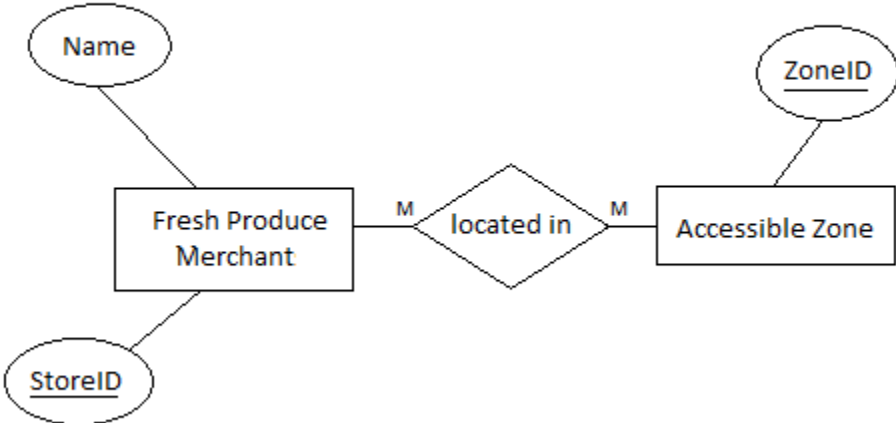 Name
ZoneID
Fresh Produce
Merchant
M
located in
M
Accessible Zone
StoreID